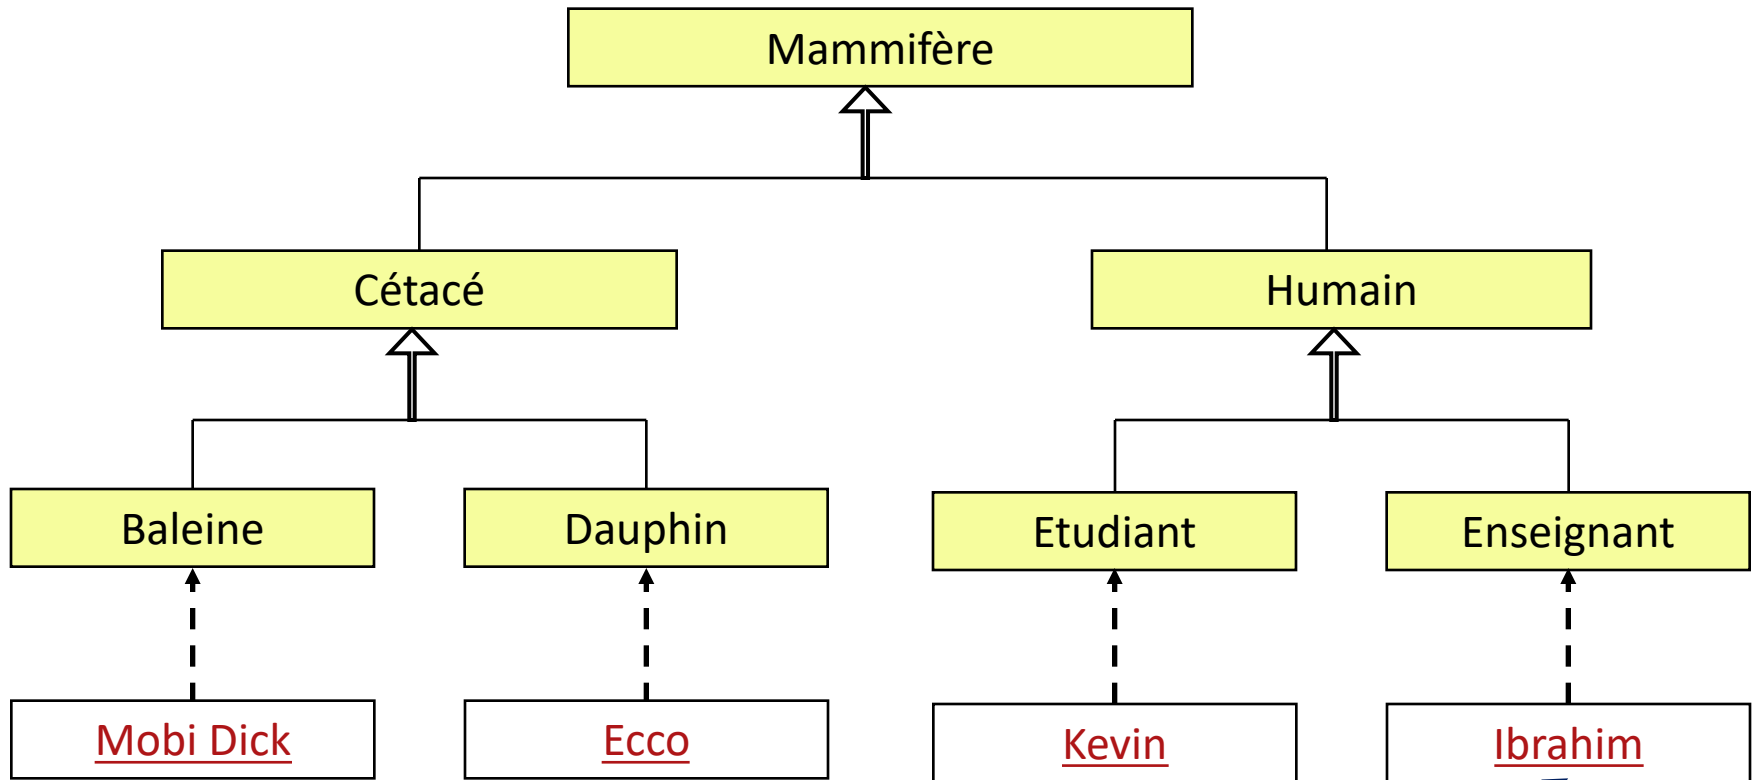 Mammifère
Cétacé
Humain
Baleine
Dauphin
Etudiant
Enseignant
Mobi Dick
Ecco
Kevin
Ibrahim